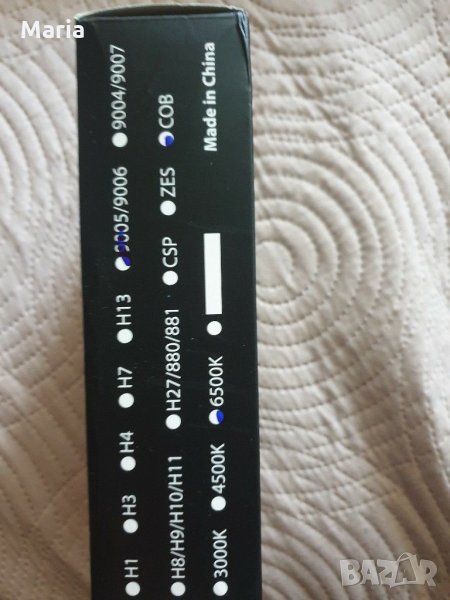 Maria
H1 H3 H4 H7 H13 9005/9006 9004/9007
H8/H9/H10/H11 H27/880/881 CSP ZES COB
3000K 4500K 6500K Made in China
BAZAR